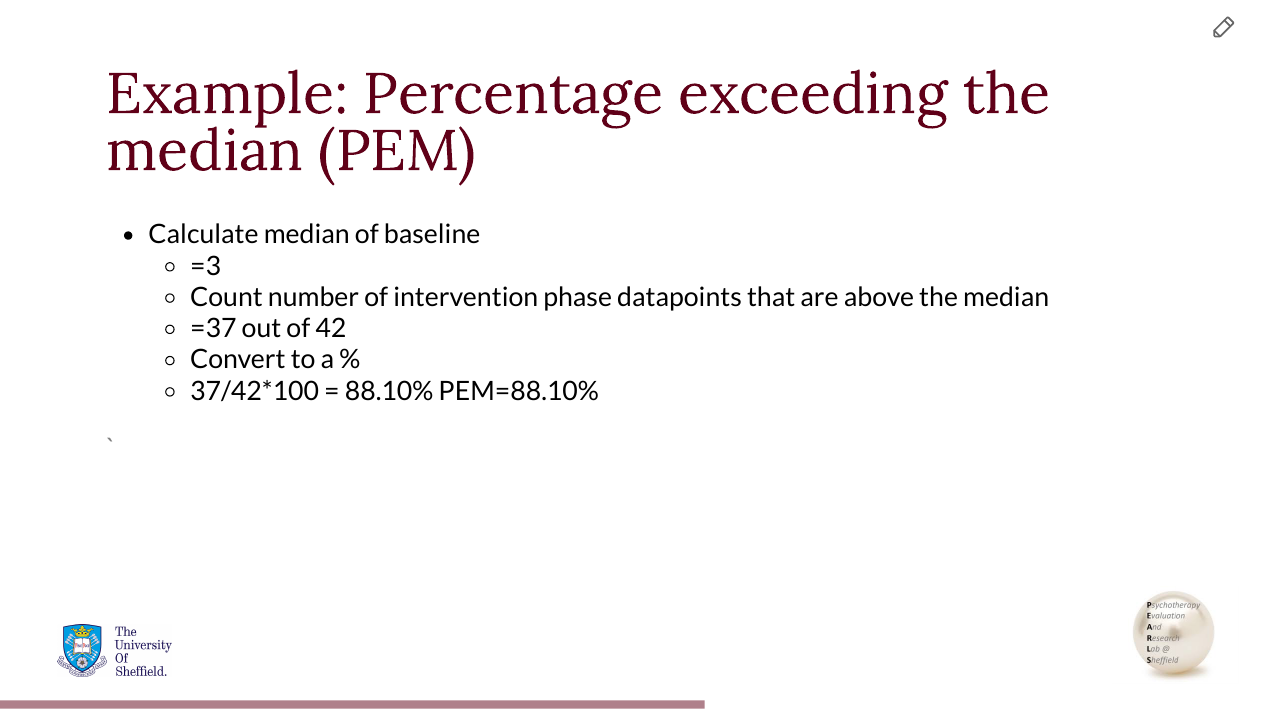 Example: Percentage exceeding the
median (PEM)
• Calculate median of baseline
○ =3
○ Count number of intervention phase datapoints that are above the median
○ =37 out of 42
○ Convert to a %
○ 37/42*100 = 88.10% PEM=88.10%
`
The
University
Of
Sheffield.
Psychotherapy
Evaluation
And
Research
Lab @
Sheffield